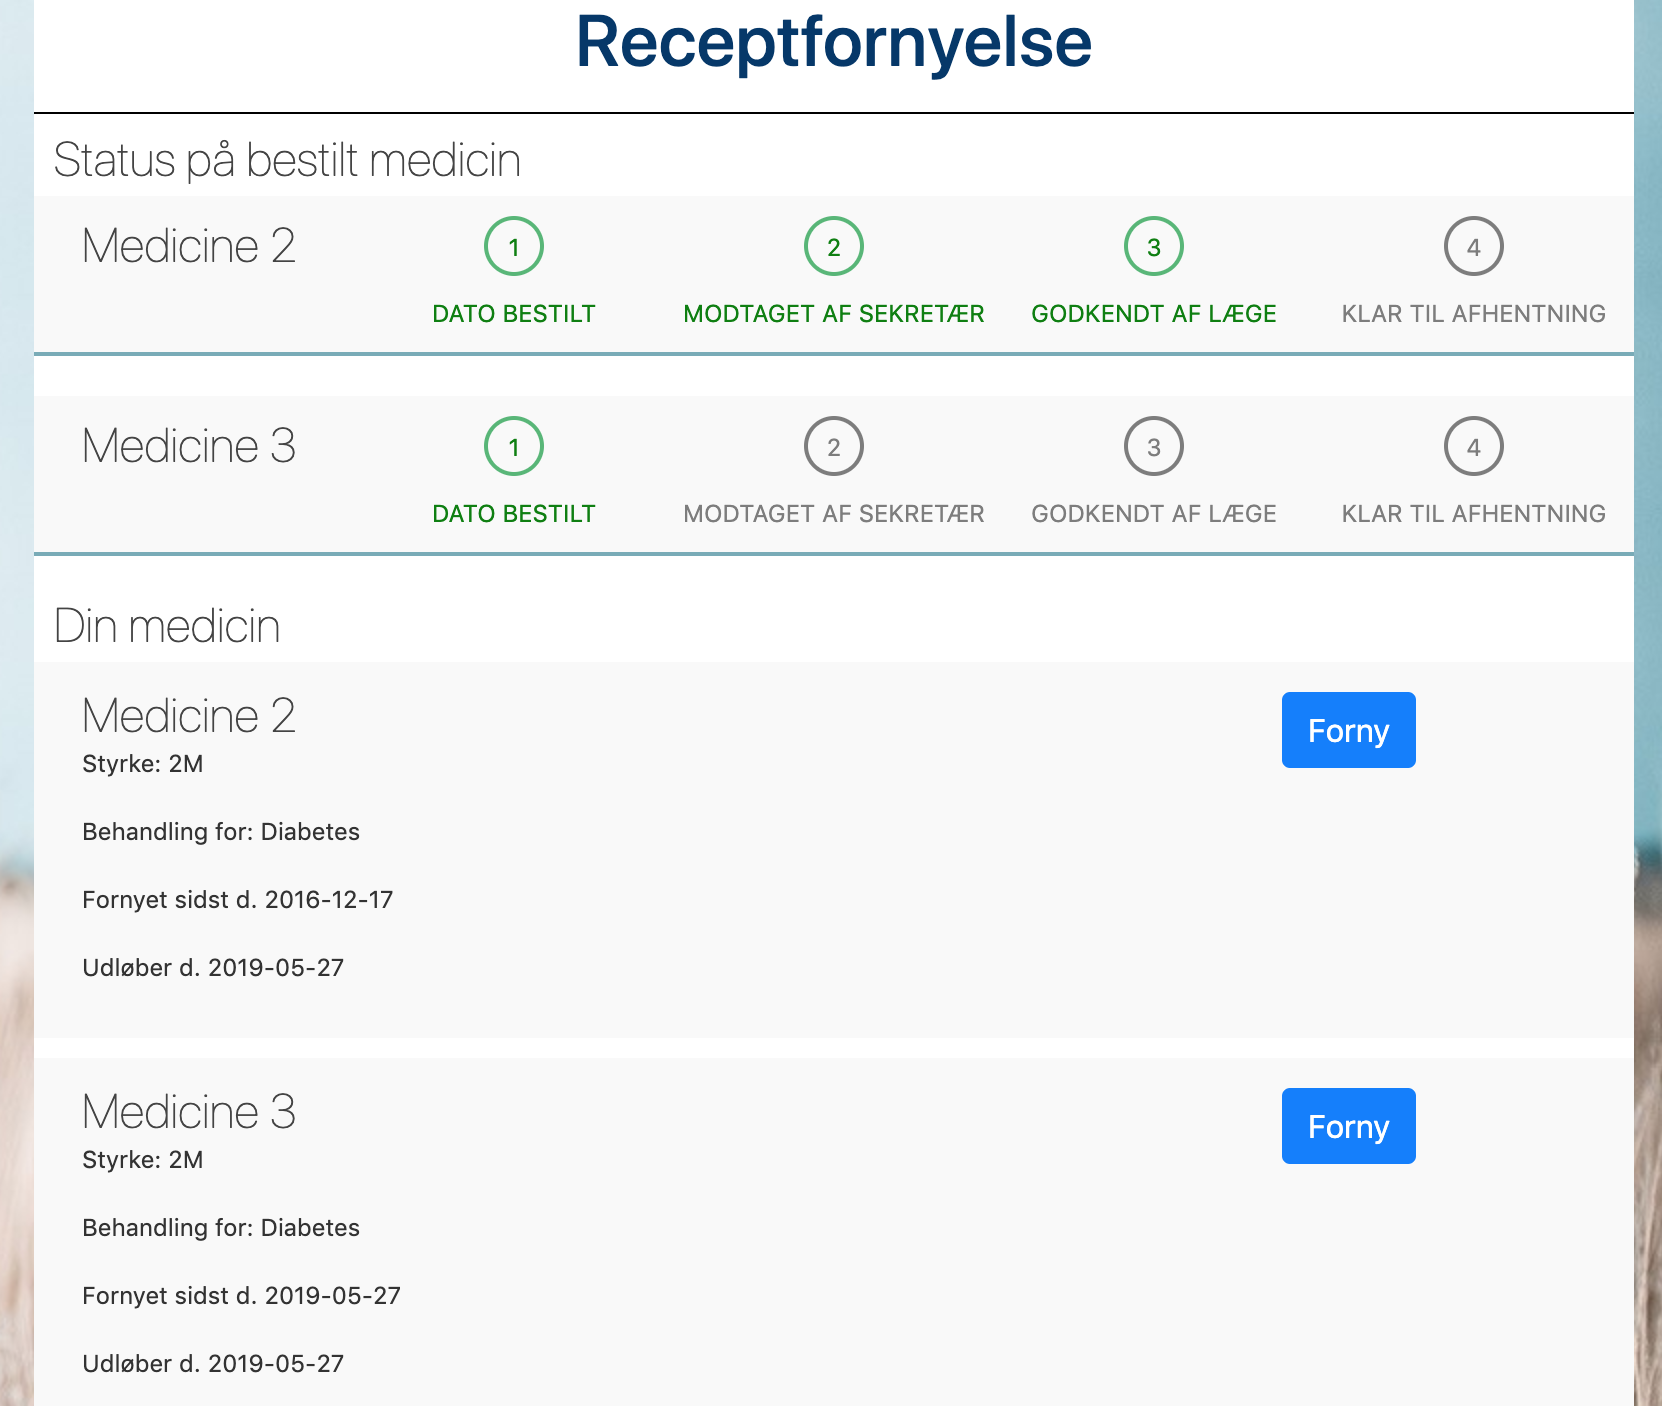 Receptfornyelse
Status på bestilt medicin
Medicine 2
1
2
3
4
DATO BESTILT
MODTAGET AF SEKRETÆR
GODKENDT AF LÆGE
KLAR TIL AFHENTNING
Medicine 3
1
2
3
4
DATO BESTILT
MODTAGET AF SEKRETÆR
GODKENDT AF LÆGE
KLAR TIL AFHENTNING
Din medicin
Medicine 2
Forny
Styrke: 2M
Behandling for: Diabetes
Fornyet sidst d. 2016-12-17
Udløber d. 2019-05-27
Medicine 3
Forny
Styrke: 2M
Behandling for: Diabetes
Fornyet sidst d. 2019-05-27
Udløber d. 2019-05-27